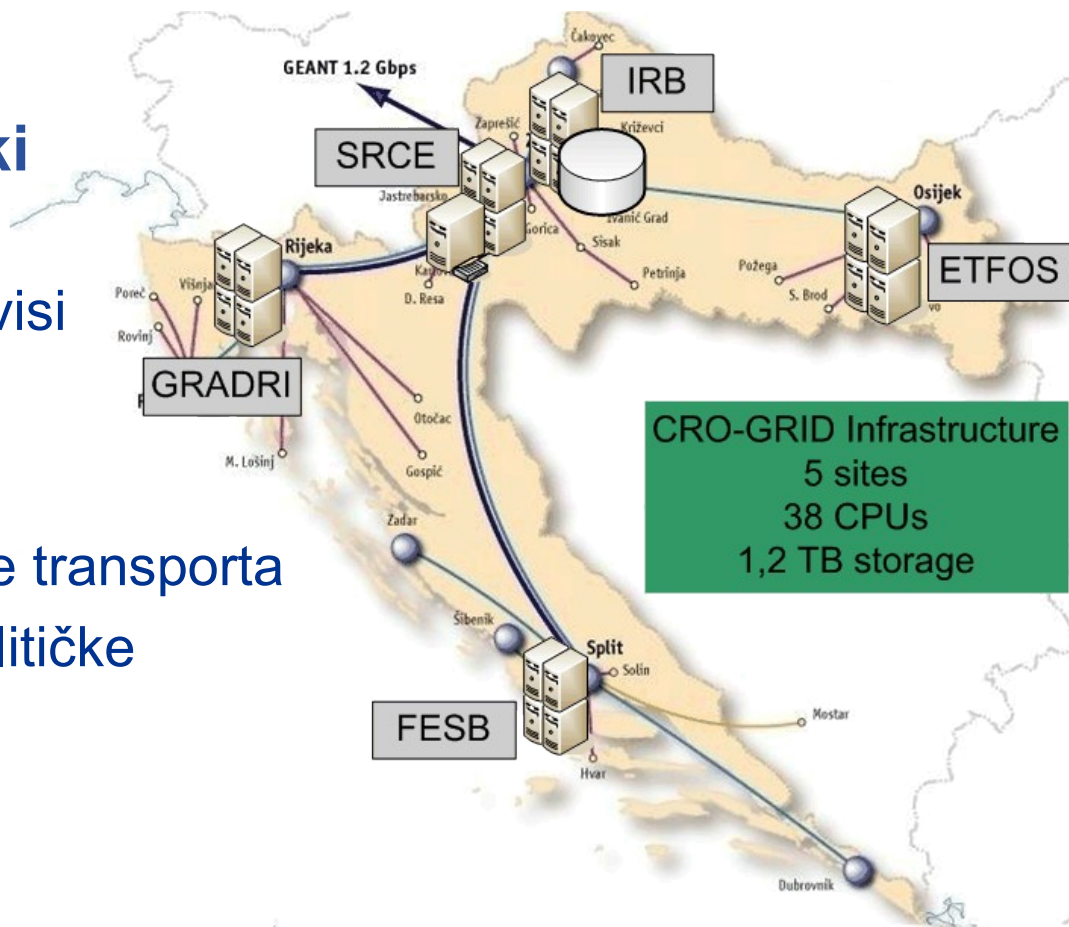 ki
visi
e transporta
litičke
GEANT 1.2 Gbps
Čakovec
IRB
Zaprešić
Križevci
SRCE
Jastrebarsko
Ivanić Grad
Osijek
Gorica
Sisak
Rijeka
Petrinja
Požega
ETFOS
D. Resa
S. Brod
vo
Poreč
Višnja
Rovinj
GRADRI
Otočac
M. Lošinj
Gospić
CRO-GRID Infrastructure
5 sites
38 CPUs
1,2 TB storage
Zadar
Šibenik
Split
Solin
FESB
Mostar
Hvar
Dubrovnik